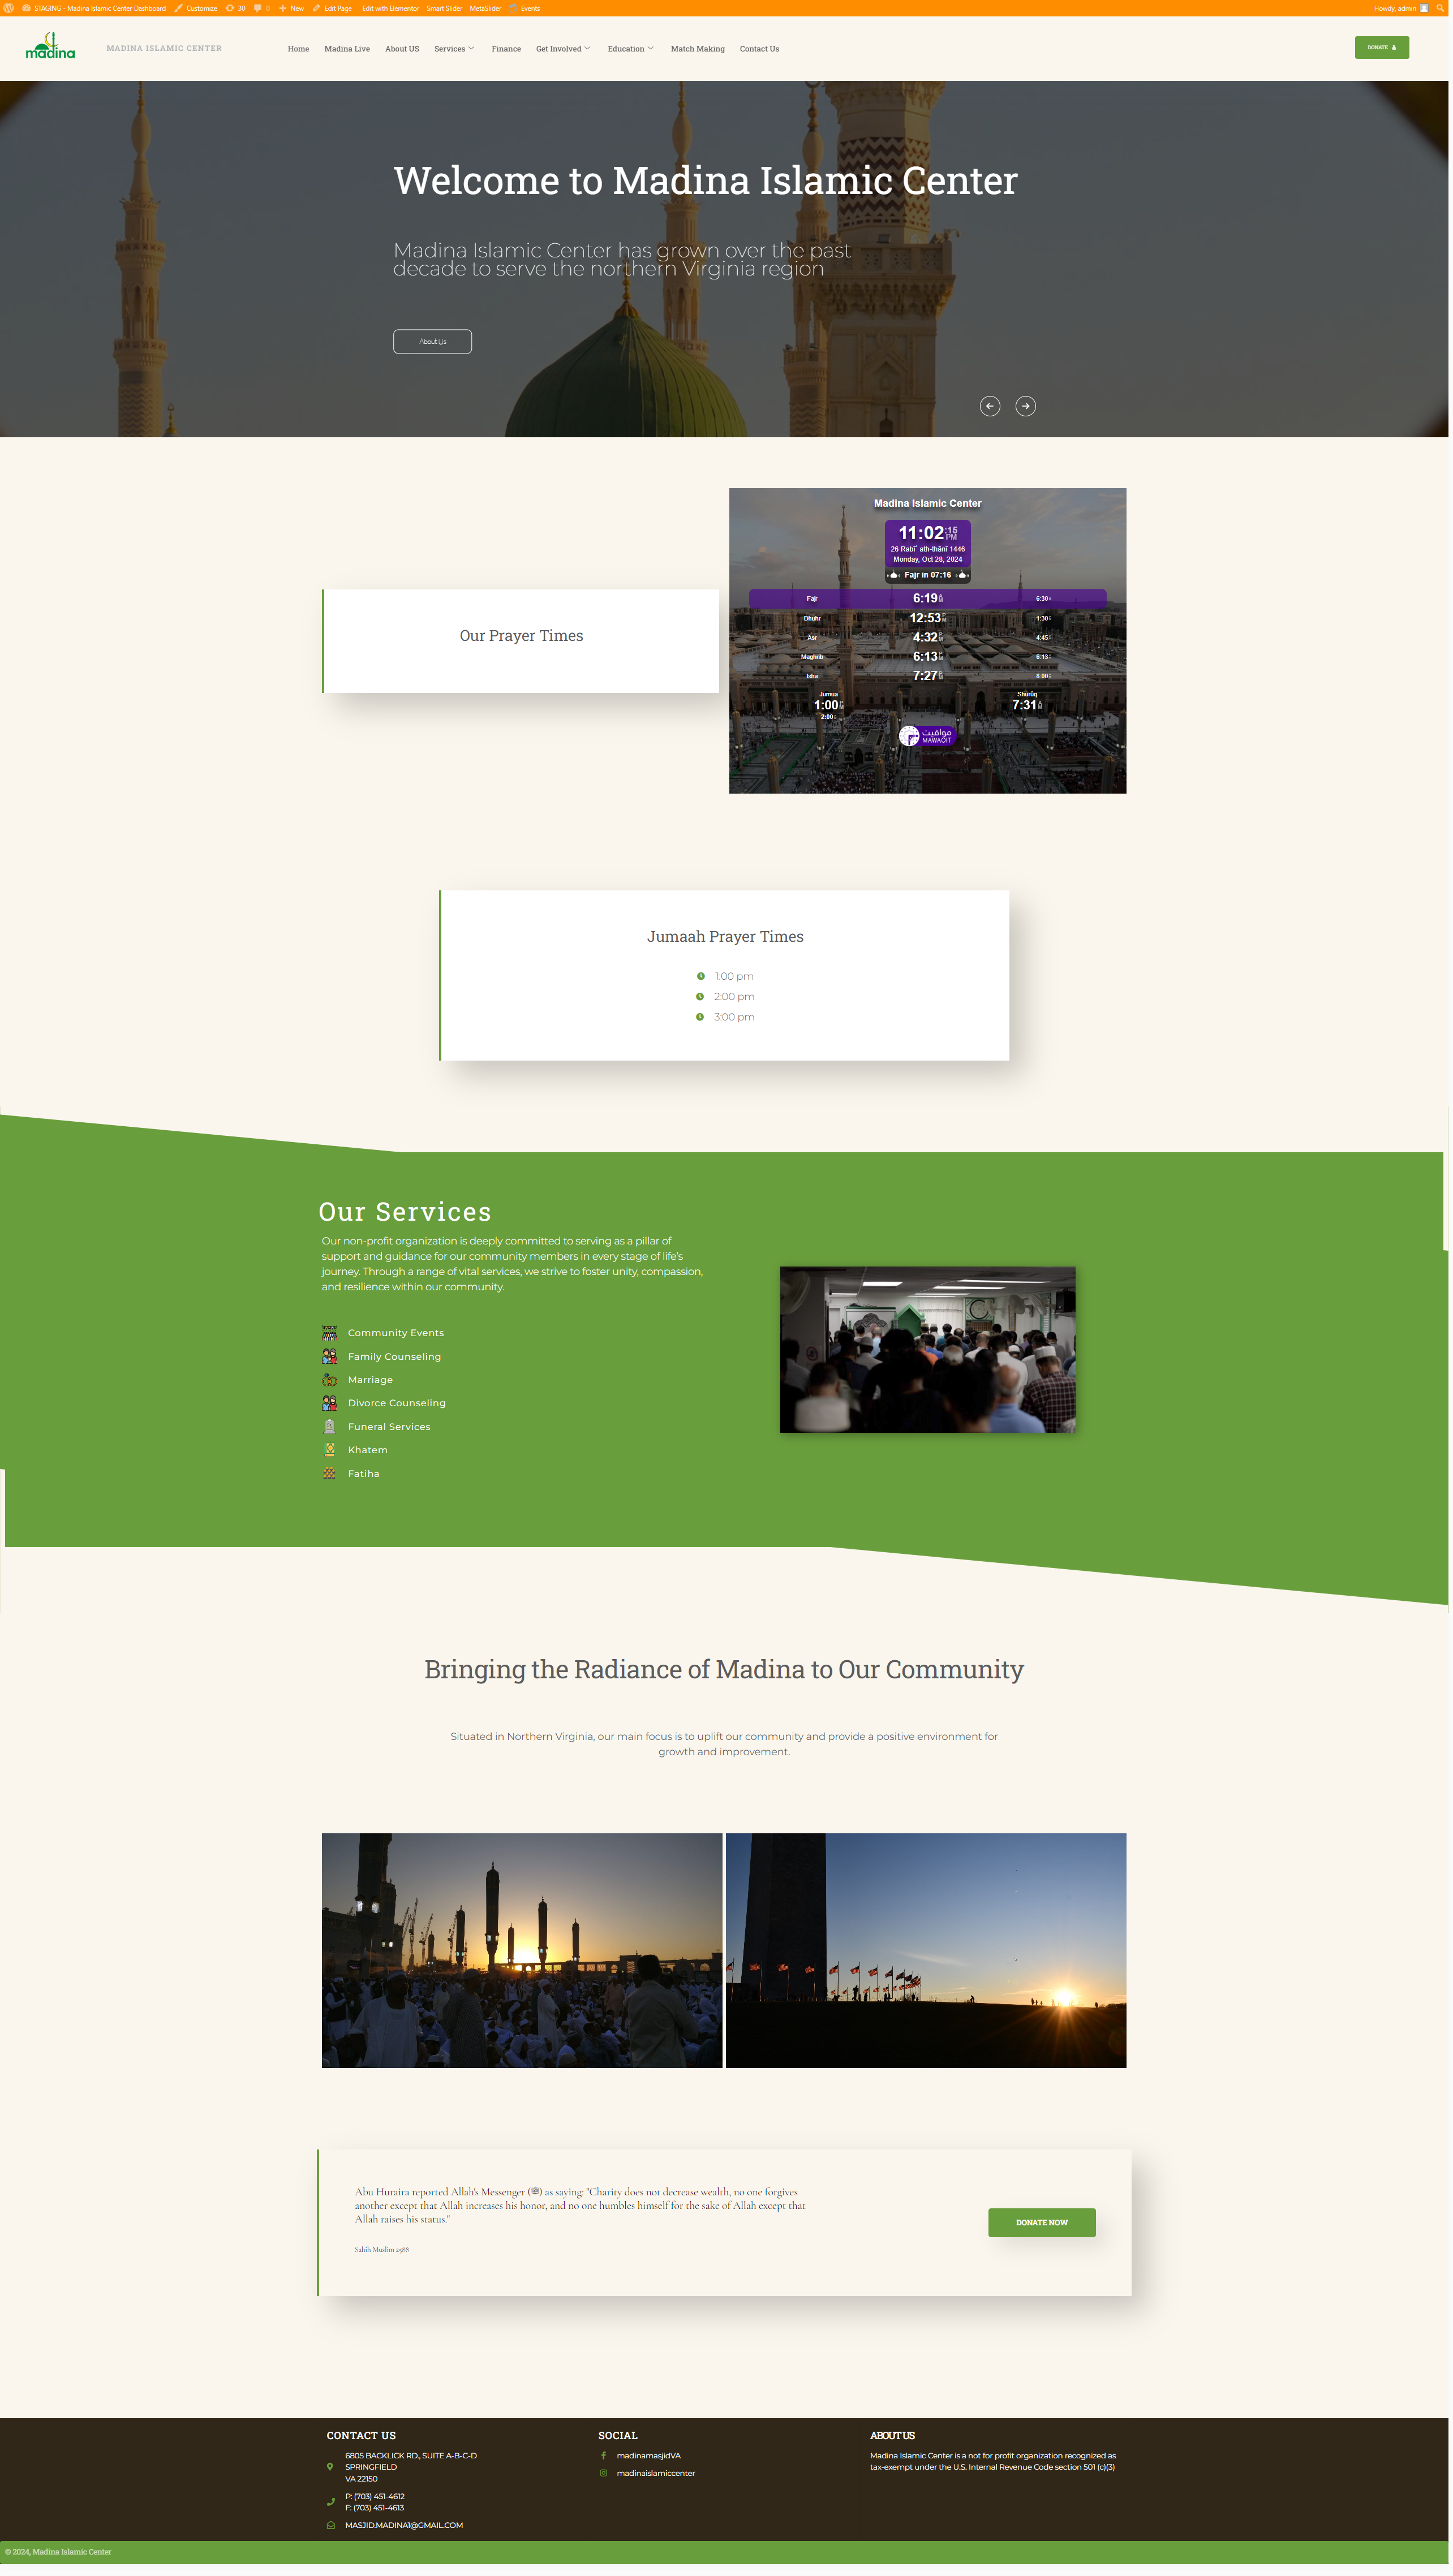 STAGING - Madina Islamic Center Dashboard Customize 30 0 New Edit Page Edit with Elementor Smart Slider MetaSlider Events Howdy, admin
madina
MADINA ISLAMIC CENTER
Home Madina Live About US Services Finance Get Involved Education Match Making Contact Us
DONATE
Welcome to Madina Islamic Center
Madina Islamic Center has grown over the past
decade to serve the northern Virginia region
About Us
Our Prayer Times
Madina Islamic Center
11:02 :15 PM
26 Rabi ath-thānī 1446
Monday, Oct 28, 2024
Fajr in 07:16
Fajr 6:19 AM 6:30
Dhuhr 12:53 PM 1:30
Asr 4:32 PM 4:45
Maghrib 6:13 PM 6:13
Isha 7:27 PM 8:00
Jumua Shurūq
1:00 PM 7:31 AM
2:00
مواقيت
MAWAQIT
Jumaah Prayer Times
1:00 pm
2:00 pm
3:00 pm
Our Services
Our non-profit organization is deeply committed to serving as a pillar of
support and guidance for our community members in every stage of life's
journey. Through a range of vital services, we strive to foster unity, compassion,
and resilience within our community.
Community Events
Family Counseling
Marriage
Divorce Counseling
Funeral Services
Khatem
Fatiha
Bringing the Radiance of Madina to Our Community
Situated in Northern Virginia, our main focus is to uplift our community and provide a positive environment for
growth and improvement.
Abu Huraira reported Allah's Messenger (ﷺ) as saying: "Charity does not decrease wealth, no one forgives
another except that Allah increases his honor, and no one humbles himself for the sake of Allah except that
Allah raises his status."
Sahih Muslim 2588
DONATE NOW
CONTACT US
6805 BACKLICK RD., SUITE A-B-C-D
SPRINGFIELD
VA 22150
P: (703) 451-4612
F: (703) 451-4613
MASJID.MADINA1@GMAIL.COM
SOCIAL
madinamasjidVA
madinaislamiccenter
ABOUT US
Madina Islamic Center is a not for profit organization recognized as
tax-exempt under the U.S. Internal Revenue Code section 501 (c)(3)
© 2024, Madina Islamic Center